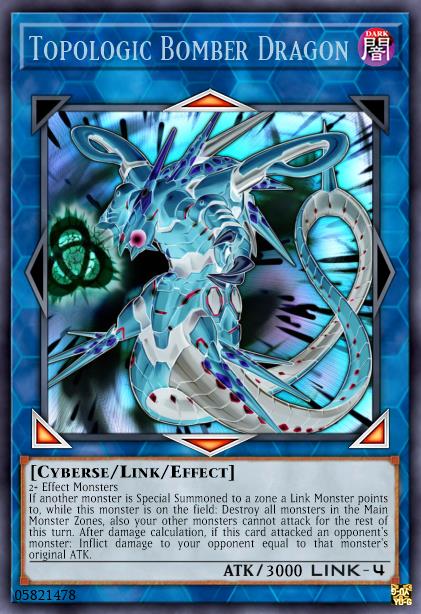 Topologic Bomber Dragon
DARK
闇
[Cyberse/Link/Effect]
2+ Effect Monsters
If another monster is Special Summoned to a zone a Link Monster points
to, while this monster is on the field: Destroy all monsters in the Main
Monster Zones, also your other monsters cannot attack for the rest of
this turn. After damage calculation, if this card attacked an opponent's
monster: Inflict damage to your opponent equal to that monster's
original ATK.
ATK/3000 LINK-4
05821478